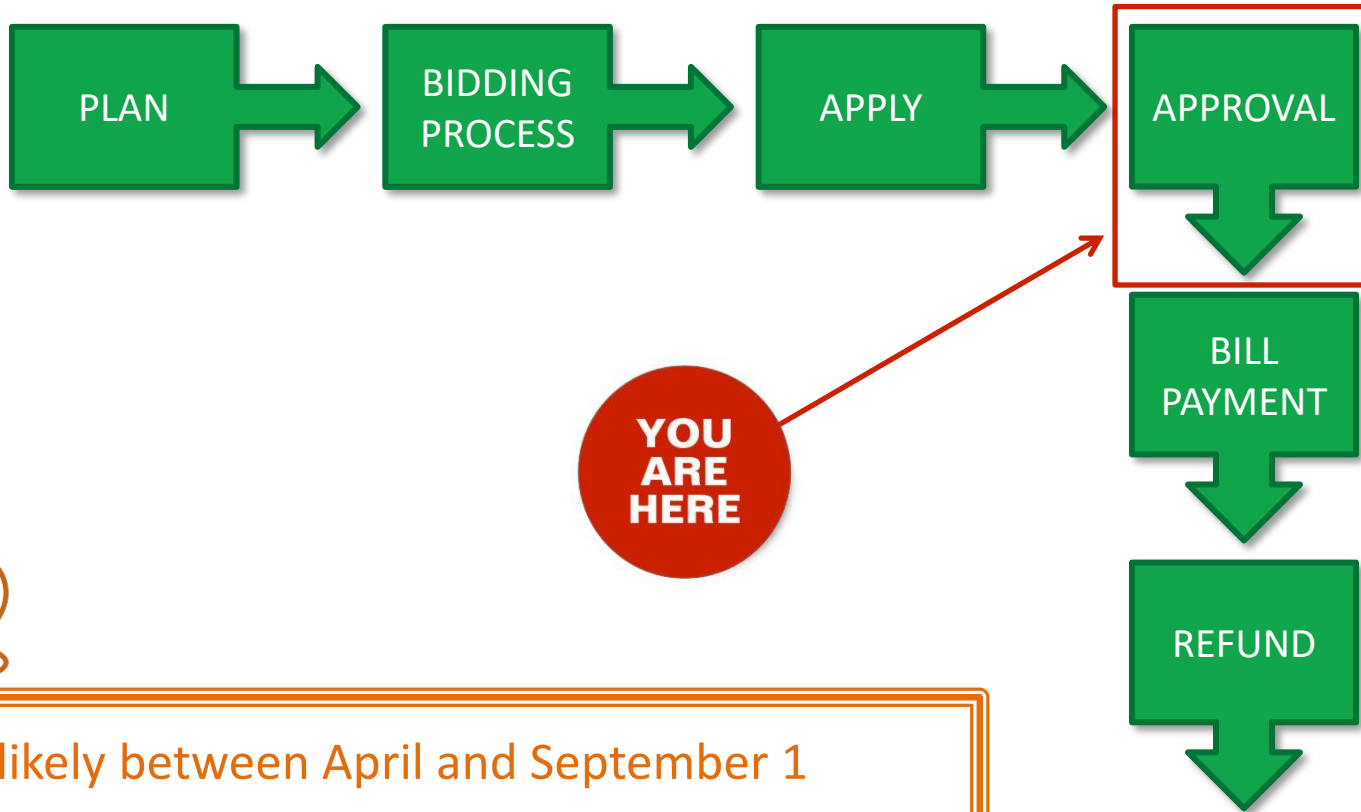 PLAN
BIDDING
PROCESS
APPLY
APPROVAL
BILL
PAYMENT
YOU
ARE
HERE
REFUND
likely between April and September 1